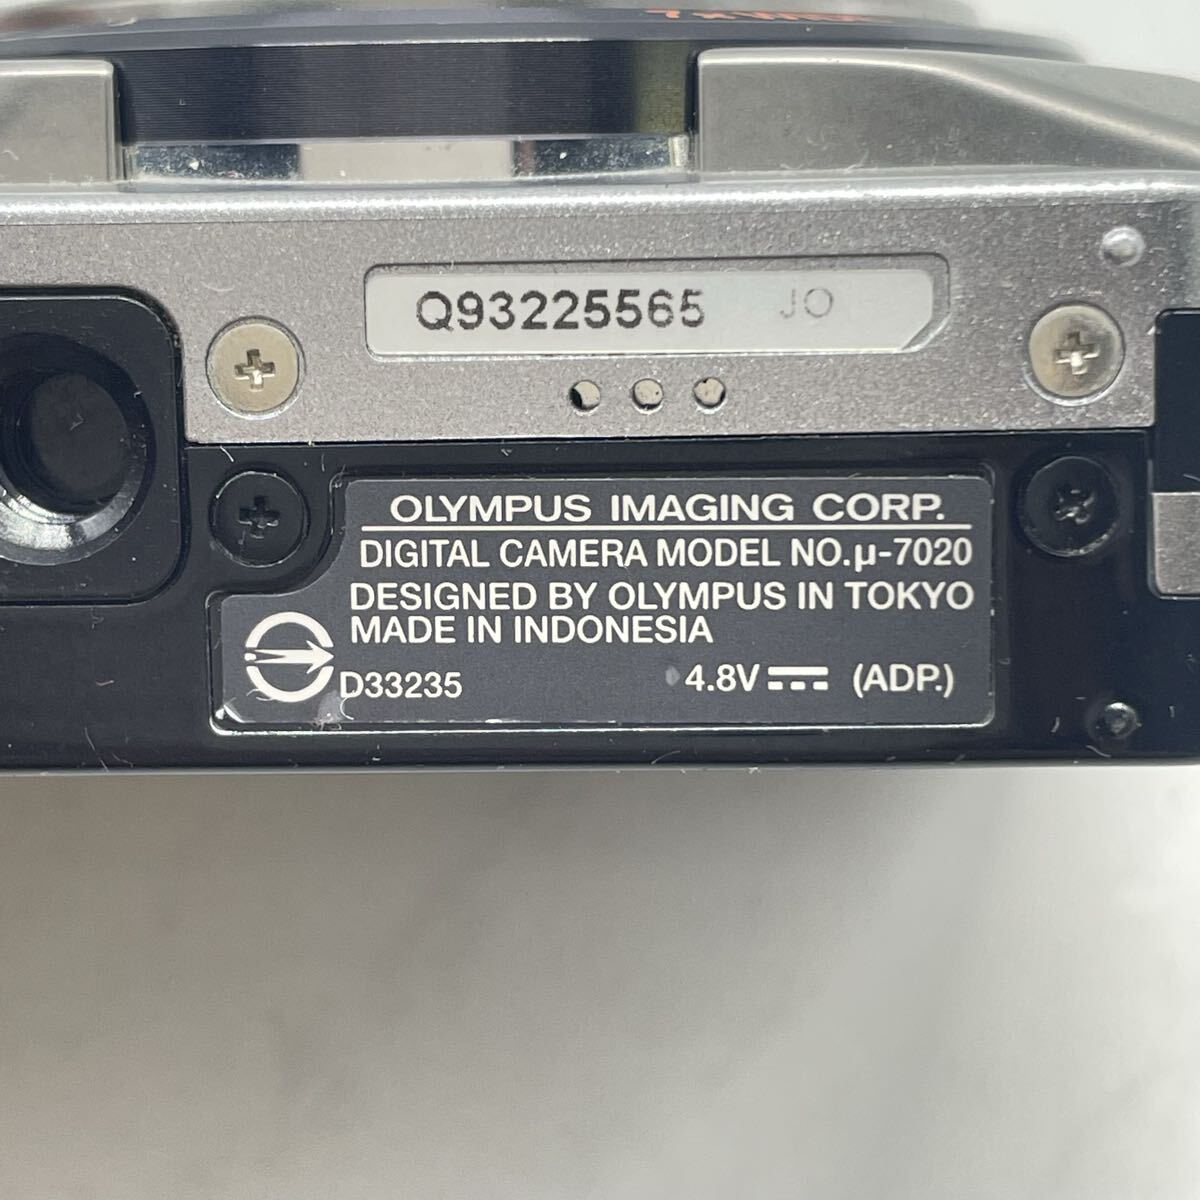 Q93225565 JO
OLYMPUS IMAGING CORP.
DIGITAL CAMERA MODEL NO.μ-7020
DESIGNED BY OLYMPUS IN TOKYO
MADE IN INDONESIA
D33235 4.8V (ADP.)